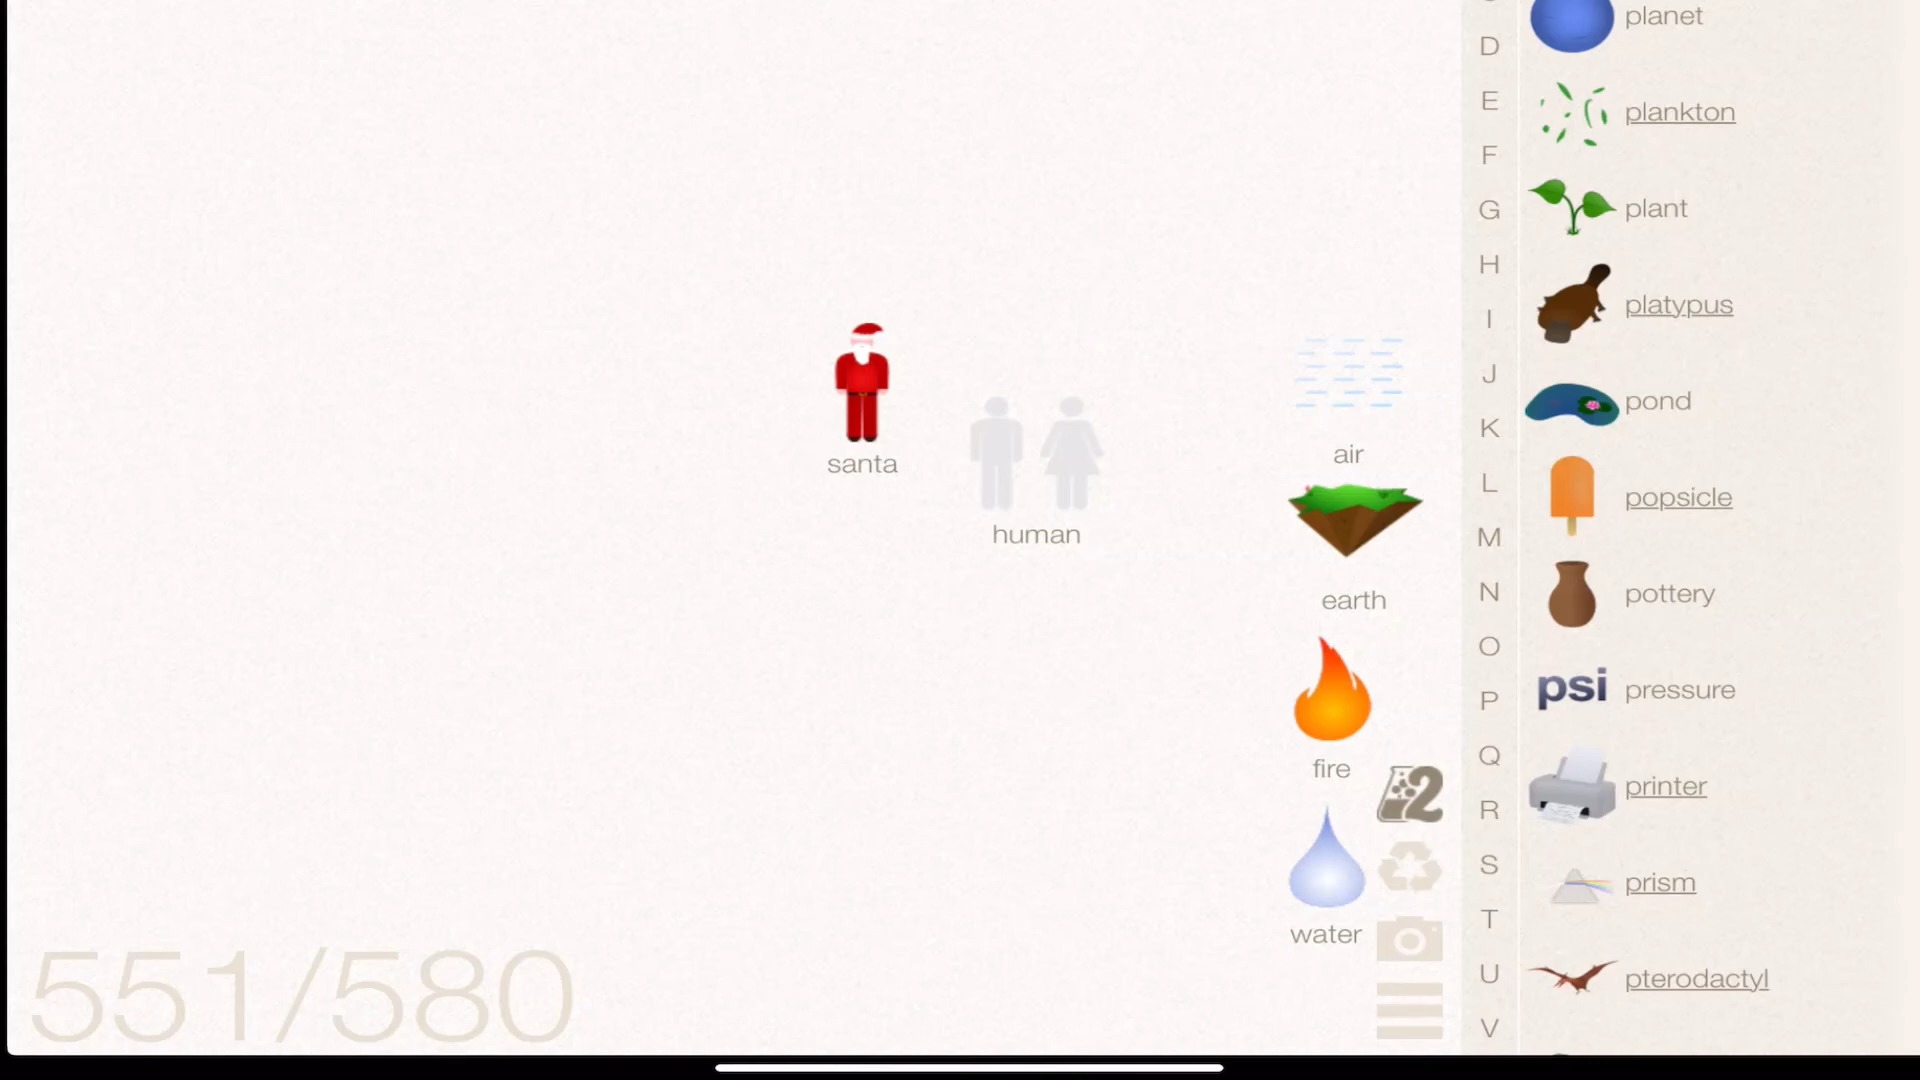 santa
human
air
earth
fire
water
2
551/580
D
E
F
G
H
I
J
K
L
M
N
O
P
Q
R
S
T
U
V
planet
plankton
plant
platypus
pond
popsicle
pottery
psi pressure
printer
prism
pterodactyl